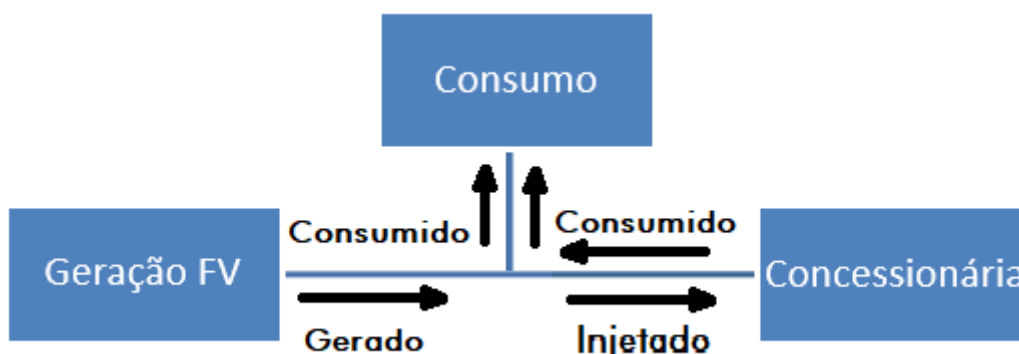 Consumo
Consumido
Consumido
Geração FV
Concessionária
Gerado
Injetado